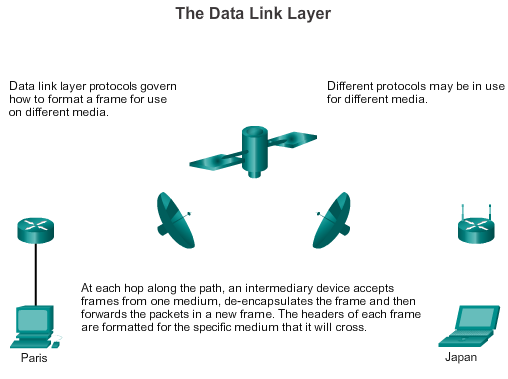 The Data Link Layer
Data link layer protocols govern
how to format a frame for use
on different media.
Different protocols may be in use
for different media.
At each hop along the path, an intermediary device accepts
frames from one medium, de-encapsulates the frame and then
forwards the packets in a new frame. The headers of each frame
are formatted for the specific medium that it will cross.
Paris
Japan